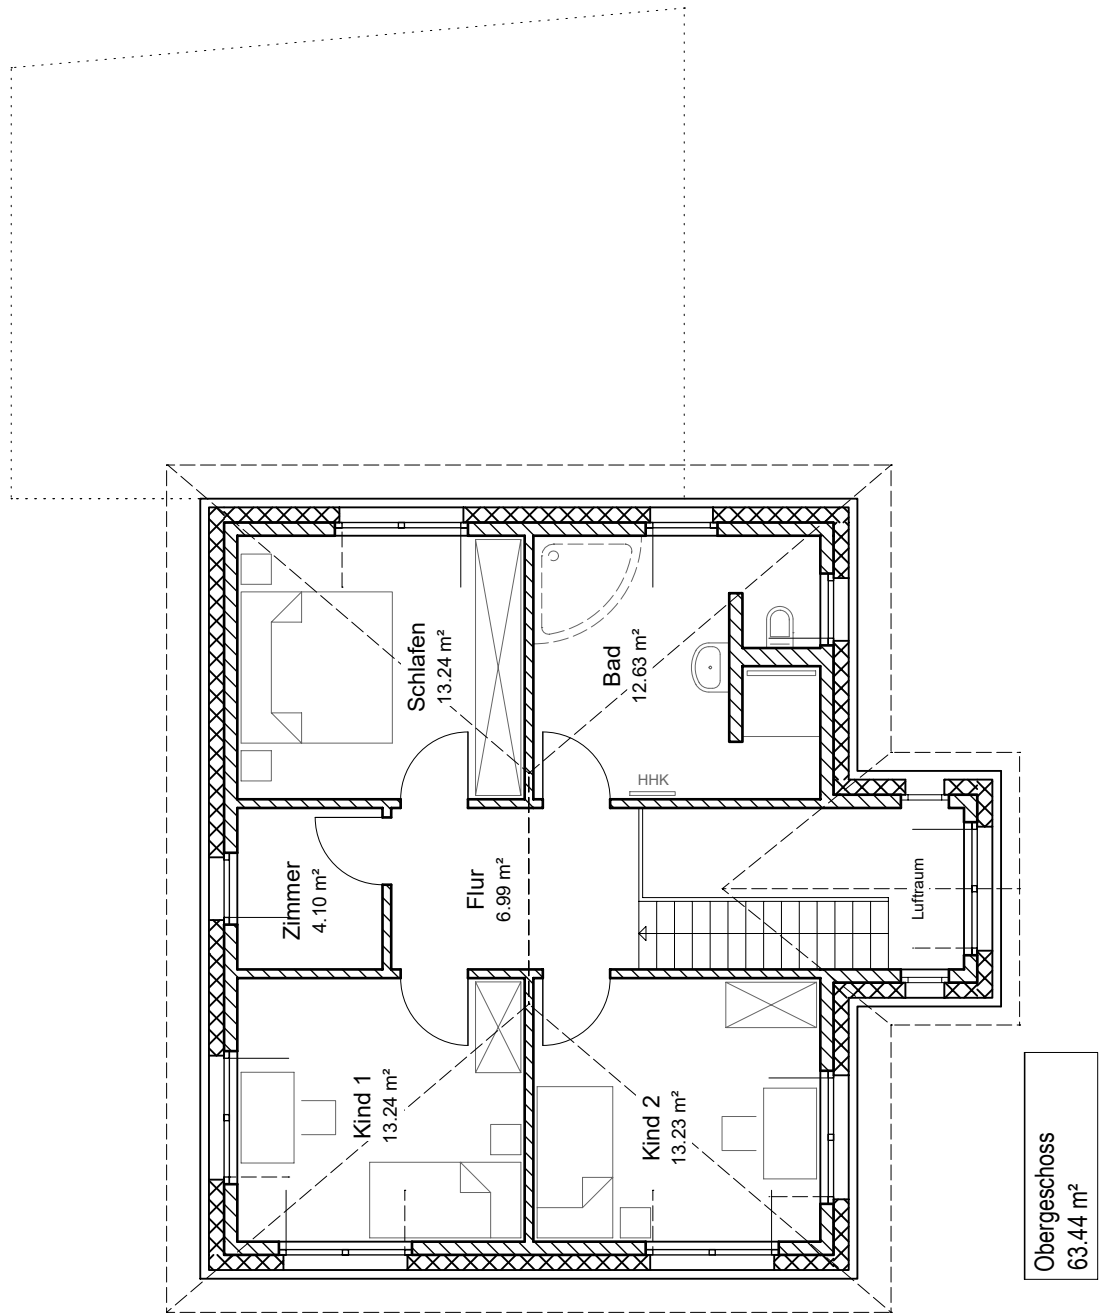 Kind 1
13.24 m²
Zimmer
4.10 m²
Schlafen
13.24 m²
Flur
6.99 m²
Kind 2
13.23 m²
Bad
12.63 m²
HHK
Luftraum
Obergeschoss
63.44 m²